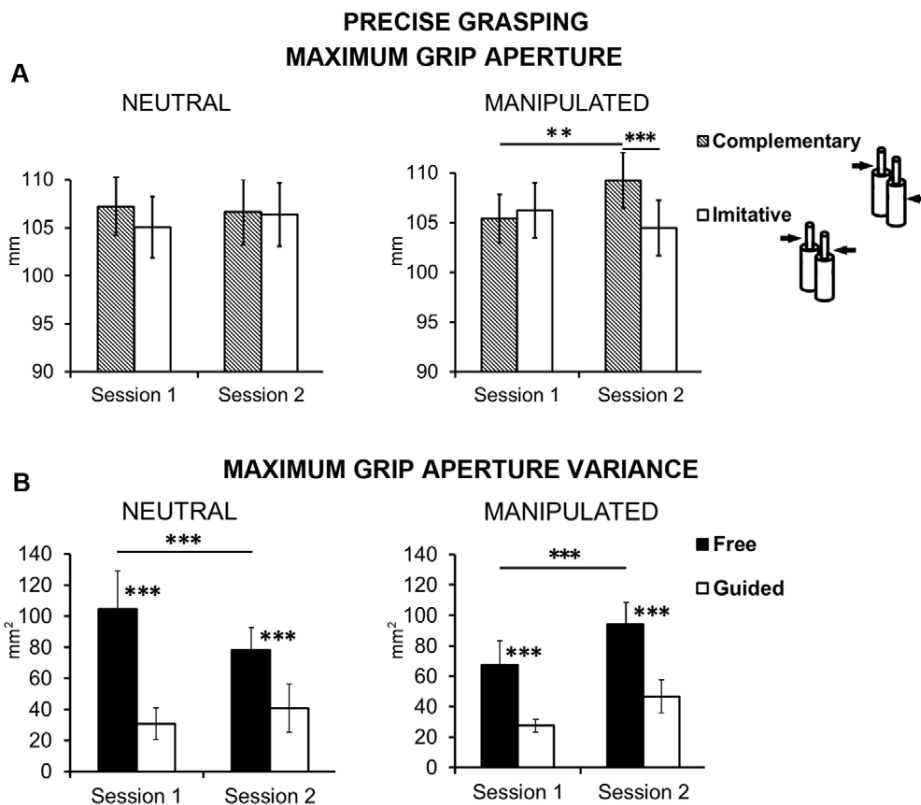 PRECISE GRASPING
MAXIMUM GRIP APERTURE
A
NEUTRAL
MANIPULATED
** ***
Complementary
Imitative
110
105
100
95
90
mm
Session 1 Session 2
110
105
100
95
90
mm
Session 1 Session 2
MAXIMUM GRIP APERTURE VARIANCE
B
NEUTRAL
MANIPULATED
Free
Guided
140
120
100
80
60
40
20
0
mm²
***
***
***
Session 1 Session 2
140
120
100
80
60
40
20
0
mm²
***
***
***
Session 1 Session 2